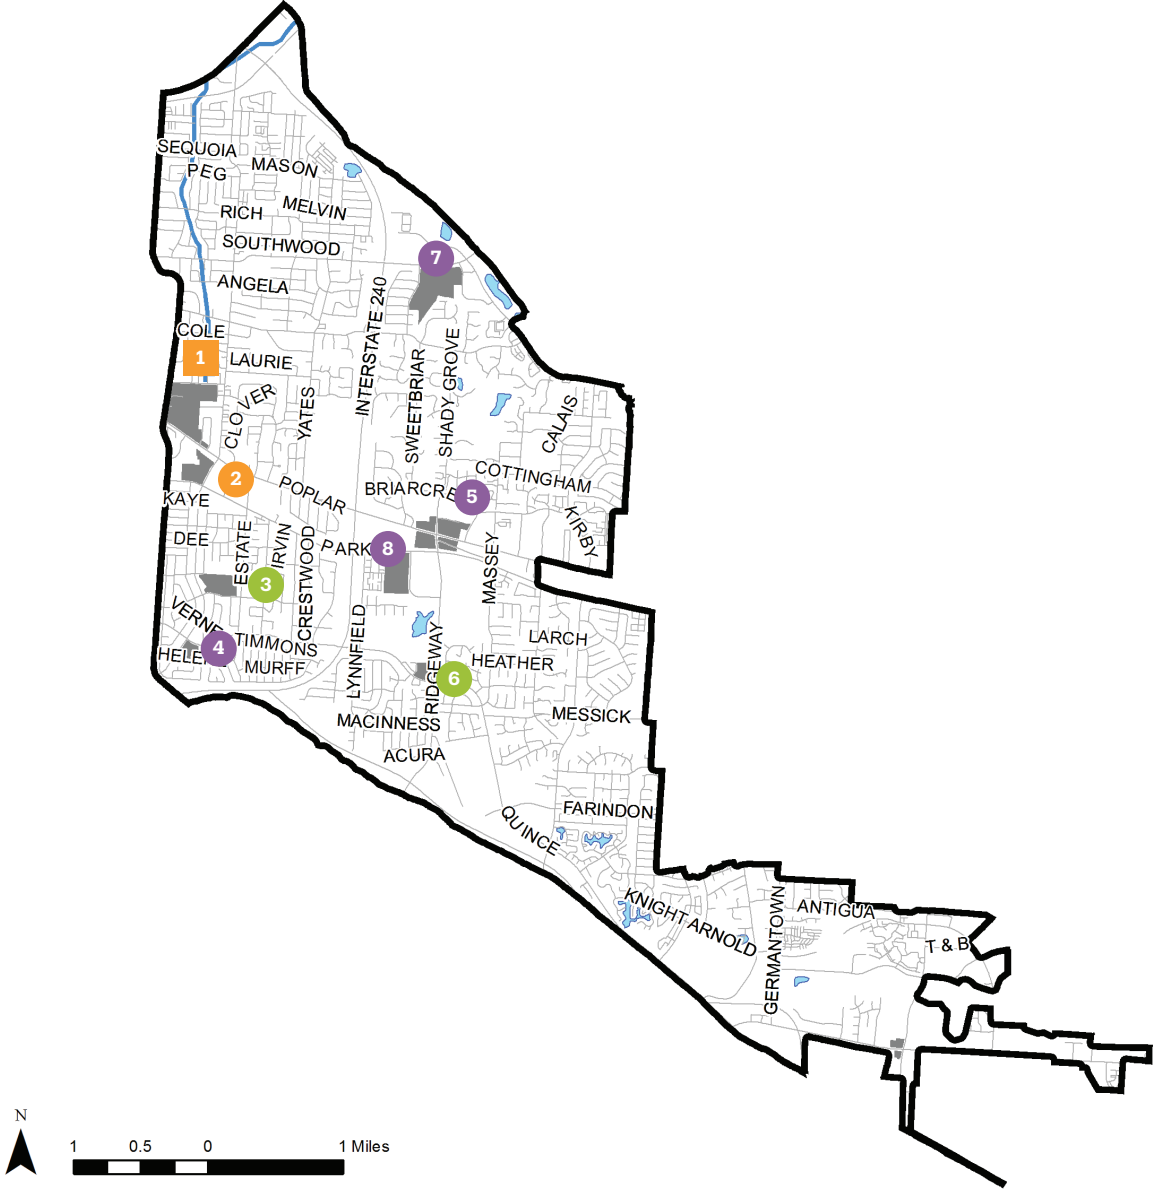 SEQUOIA
PEG
MASON
RICH
MELVIN
SOUTHWOOD
7
ANGELA
INTERSTATE 240
COLE
1
LAURIE
SWEETBRIAR
SHADY GROVE
CLOVER
YATES
CALAIS
2
POPLAR
BRIARCRE
5
COTTINGHAM
KAYE
KIRBY
DEE
ESTATE
IRVIN
CRESTWOOD
PARK
8
MASSEY
3
VERNE
4
TIMMONS
HELENE
MURFF
LYNNFIELD
RIDGEWAY
LARCH
HEATHER
6
MACINNESS
MESSICK
ACURA
QUINCE
FARINDON
KNIGHT ARNOLD
GERMANTOWN
ANTIGUA
T & B
N
1 0.5 0 1 Miles